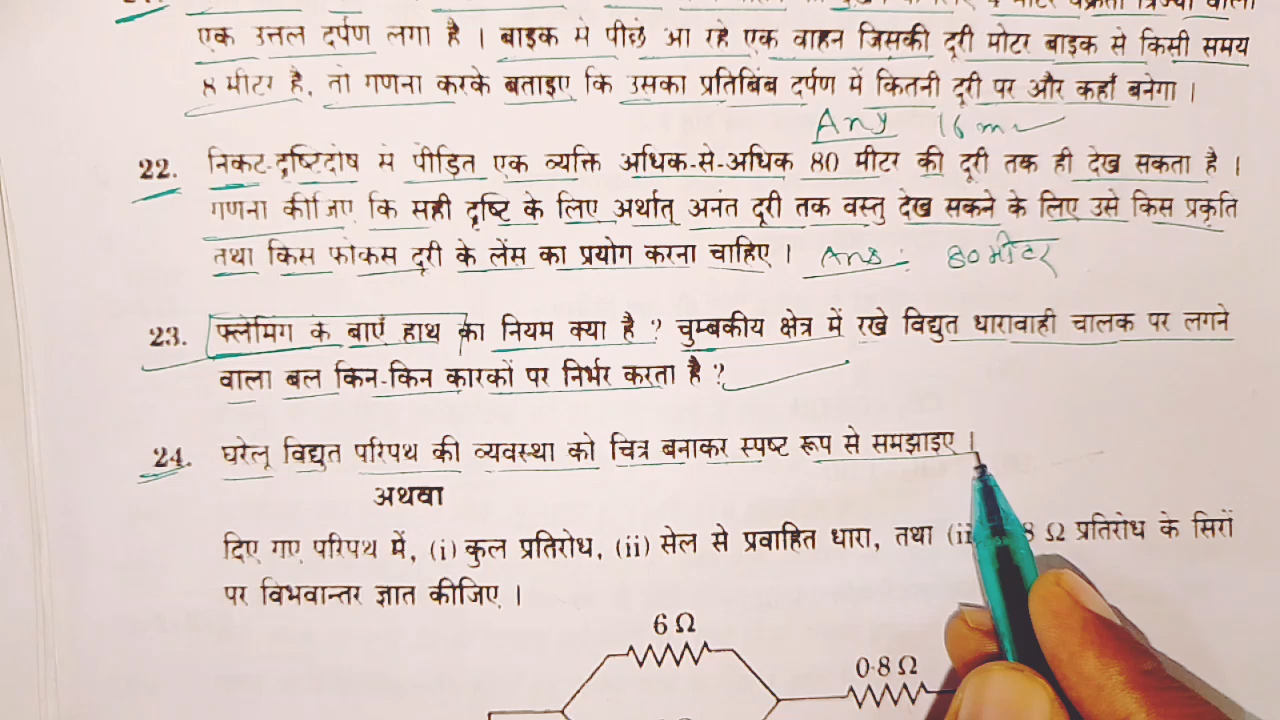 एक उत्तल दर्पण लगा है । बाइक में पीछे आ रहे एक वाहन जिसकी दूरी मोटर बाइक से किसी समय
8 मीटर है, तो गणना करके बताइए कि उसका प्रतिबिंब दर्पण में कितनी दूरी पर और कहाँ बनेगा ।
Any 16 m
22. निकट-दृष्टिदोष से पीड़ित एक व्यक्ति अधिक-से-अधिक 80 मीटर की दूरी तक ही देख सकता है ।
गणना कीजिए कि सही दृष्टि के लिए अर्थात् अनंत दूरी तक वस्तु देख सकने के लिए उसे किस प्रकृति
तथा किस फोकस दूरी के लेंस का प्रयोग करना चाहिए । Ans : 80 मीटर
23. फ्लेमिंग के बाएँ हाथ का नियम क्या है ? चुम्बकीय क्षेत्र में रखे विद्युत धारावाही चालक पर लगने
वाला बल किन-किन कारकों पर निर्भर करता है ?
24. घरेलू विद्युत परिपथ की व्यवस्था को चित्र बनाकर स्पष्ट रूप से समझाइए ।
अथवा
दिए गए परिपथ में, (i) कुल प्रतिरोध, (ii) सेल से प्रवाहित धारा, तथा 8 Ω प्रतिरोध के सिरों
पर विभवान्तर ज्ञात कीजिए ।
6 Ω
0·8 Ω